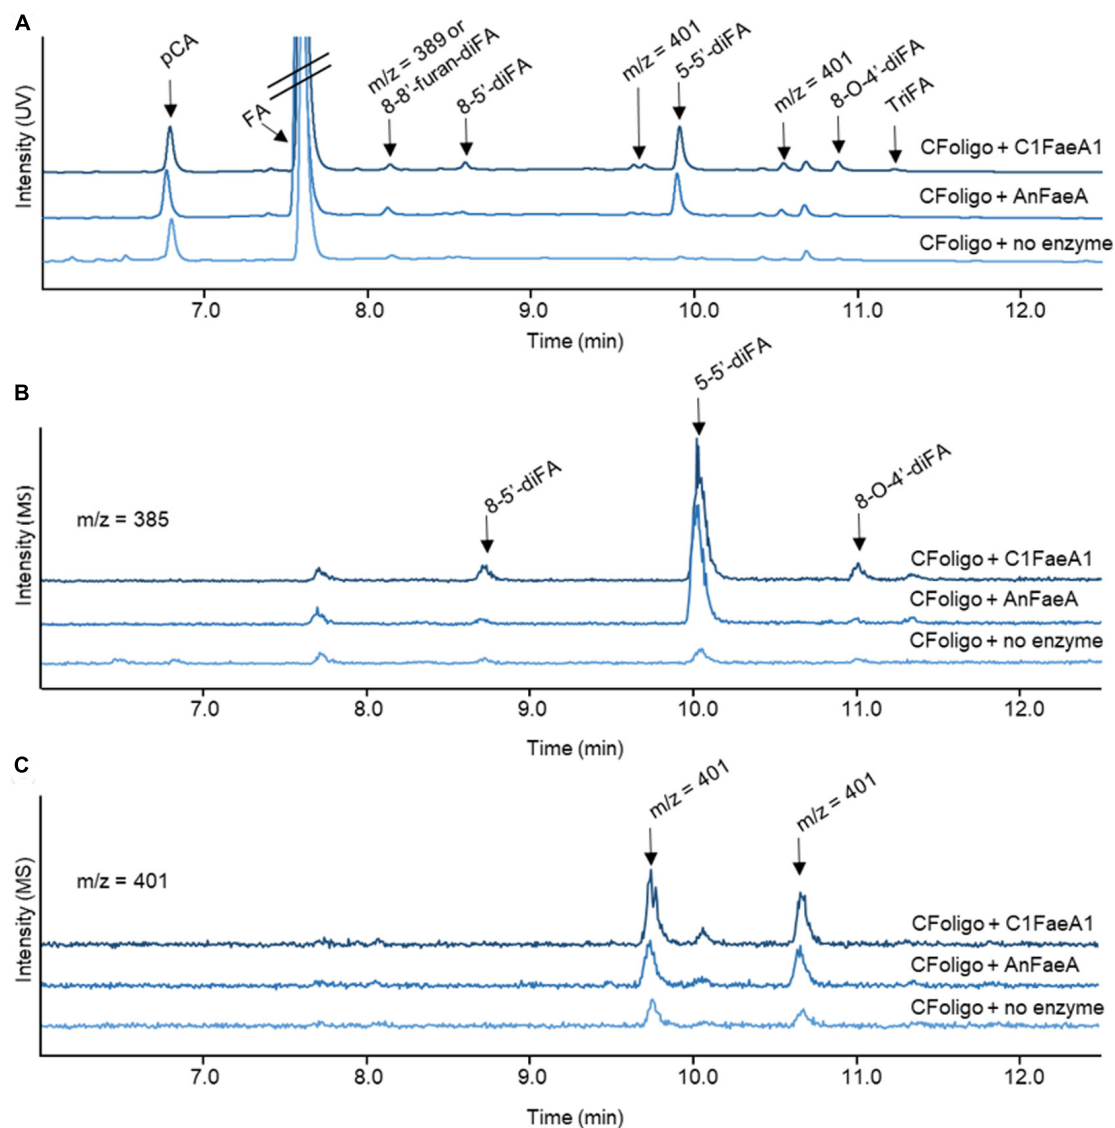 A
Intensity (UV)
pCA
FA
m/z = 389 or
8-8'-furan-diFA
8-5'-diFA
m/z = 401
5-5'-diFA
m/z = 401
8-O-4'-diFA
TriFA
CFoligo + C1FaeA1
CFoligo + AnFaeA
CFoligo + no enzyme
7.0 8.0 9.0 10.0 11.0 12.0
Time (min)
B
Intensity (MS)
m/z = 385
8-5'-diFA
5-5'-diFA
8-O-4'-diFA
CFoligo + C1FaeA1
CFoligo + AnFaeA
CFoligo + no enzyme
7.0 8.0 9.0 10.0 11.0 12.0
Time (min)
C
Intensity (MS)
m/z = 401
m/z = 401
m/z = 401
CFoligo + C1FaeA1
CFoligo + AnFaeA
CFoligo + no enzyme
7.0 8.0 9.0 10.0 11.0 12.0
Time (min)